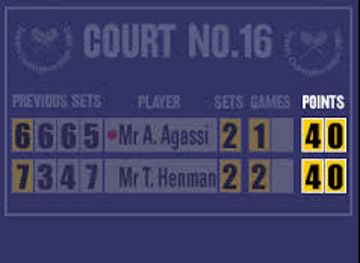 COURT NO.16
PREVIOUS SETS PLAYER SETS GAMES POINTS
6 6 6 5 Mr A. Agassi 2 1 40
7 3 4 7 Mr T. Henman 2 2 40